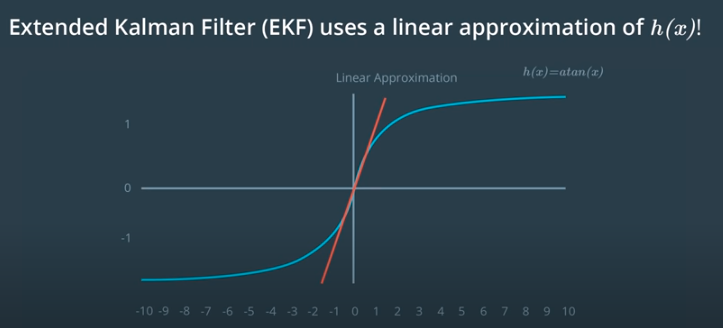 Extended Kalman Filter (EKF) uses a linear approximation of h(x)!
Linear Approximation
h(x)=atan(x)
1
0
-1
-10 -9 -8 -7 -6 -5 -4 -3 -2 -1 0 1 2 3 4 5 6 7 8 9 10